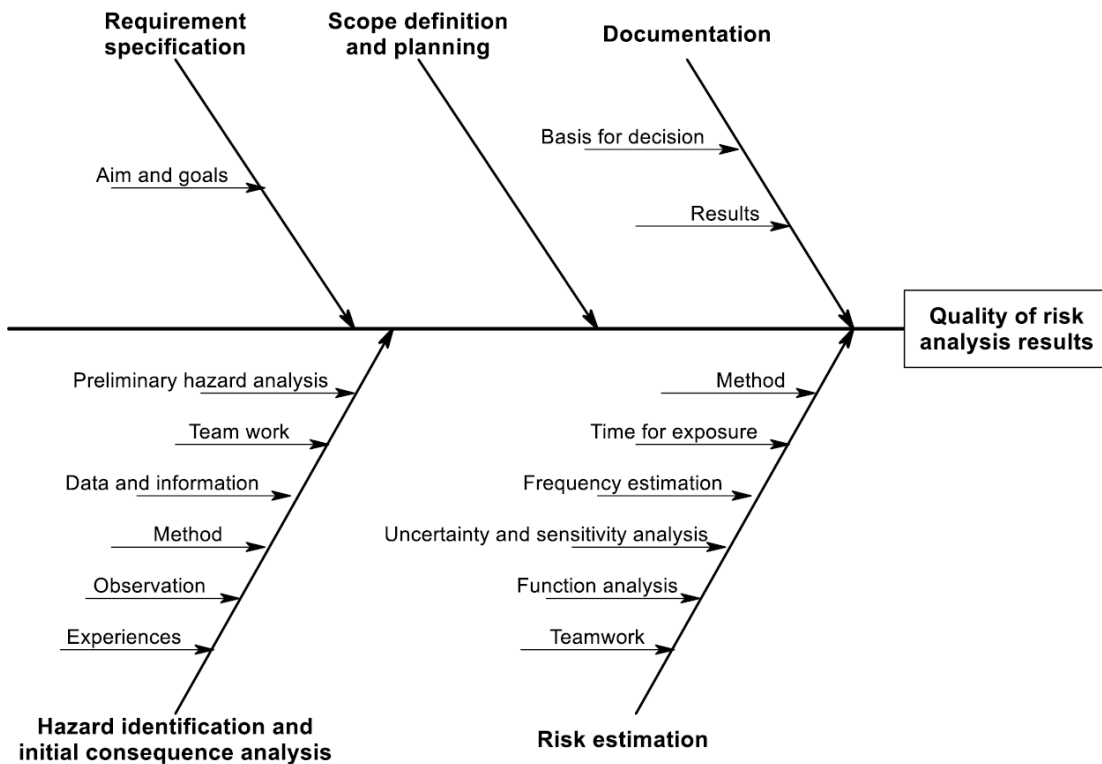 Requirement
specification
Scope definition
and planning
Documentation
Basis for decision
Aim and goals
Results
Quality of risk
analysis results
Preliminary hazard analysis
Team work
Data and information
Method
Observation
Experiences
Hazard identification and
initial consequence analysis
Method
Time for exposure
Frequency estimation
Uncertainty and sensitivity analysis
Function analysis
Teamwork
Risk estimation